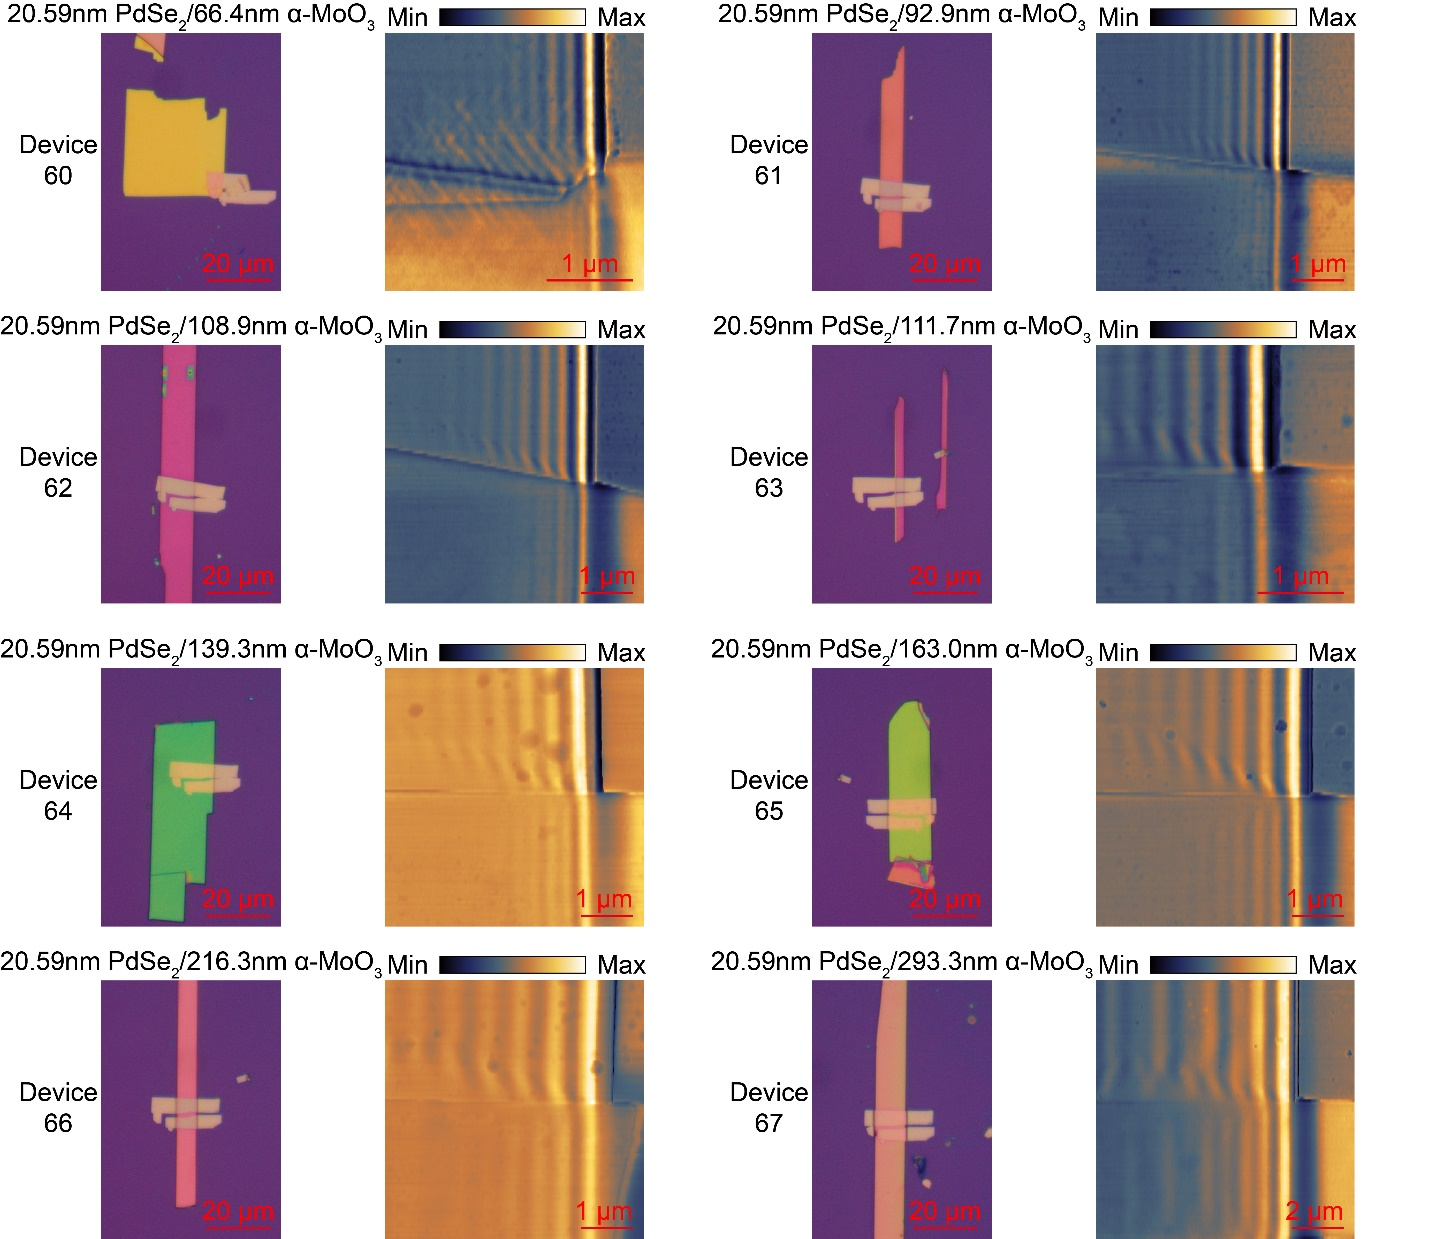 20.59nm PdSe₂/66.4nm α-MoO₃ Min Max
Device 60
20 μm
1 μm
20.59nm PdSe₂/92.9nm α-MoO₃ Min Max
Device 61
20 μm
1 μm
20.59nm PdSe₂/108.9nm α-MoO₃ Min Max
Device 62
20 μm
1 μm
20.59nm PdSe₂/111.7nm α-MoO₃ Min Max
Device 63
20 μm
1 μm
20.59nm PdSe₂/139.3nm α-MoO₃ Min Max
Device 64
20 μm
1 μm
20.59nm PdSe₂/163.0nm α-MoO₃ Min Max
Device 65
20 μm
1 μm
20.59nm PdSe₂/216.3nm α-MoO₃ Min Max
Device 66
20 μm
1 μm
20.59nm PdSe₂/293.3nm α-MoO₃ Min Max
Device 67
20 μm
2 μm